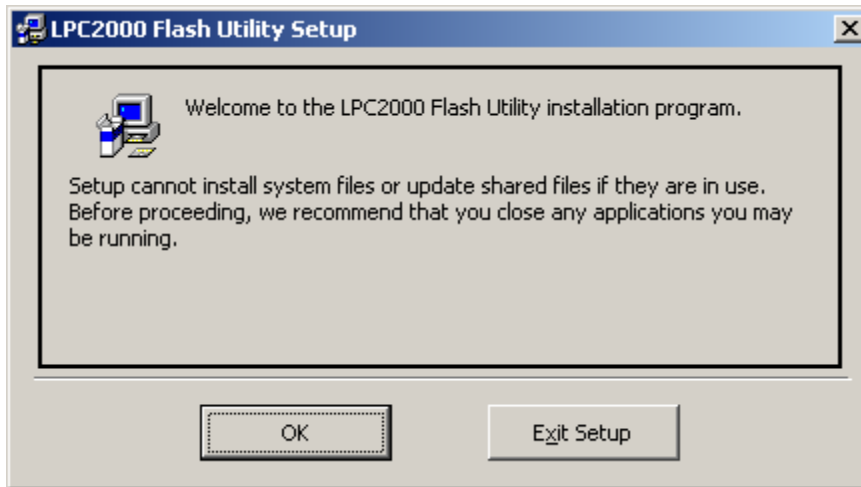 LPC2000 Flash Utility Setup
Welcome to the LPC2000 Flash Utility installation program.
Setup cannot install system files or update shared files if they are in use.
Before proceeding, we recommend that you close any applications you may
be running.
OK
Exit Setup